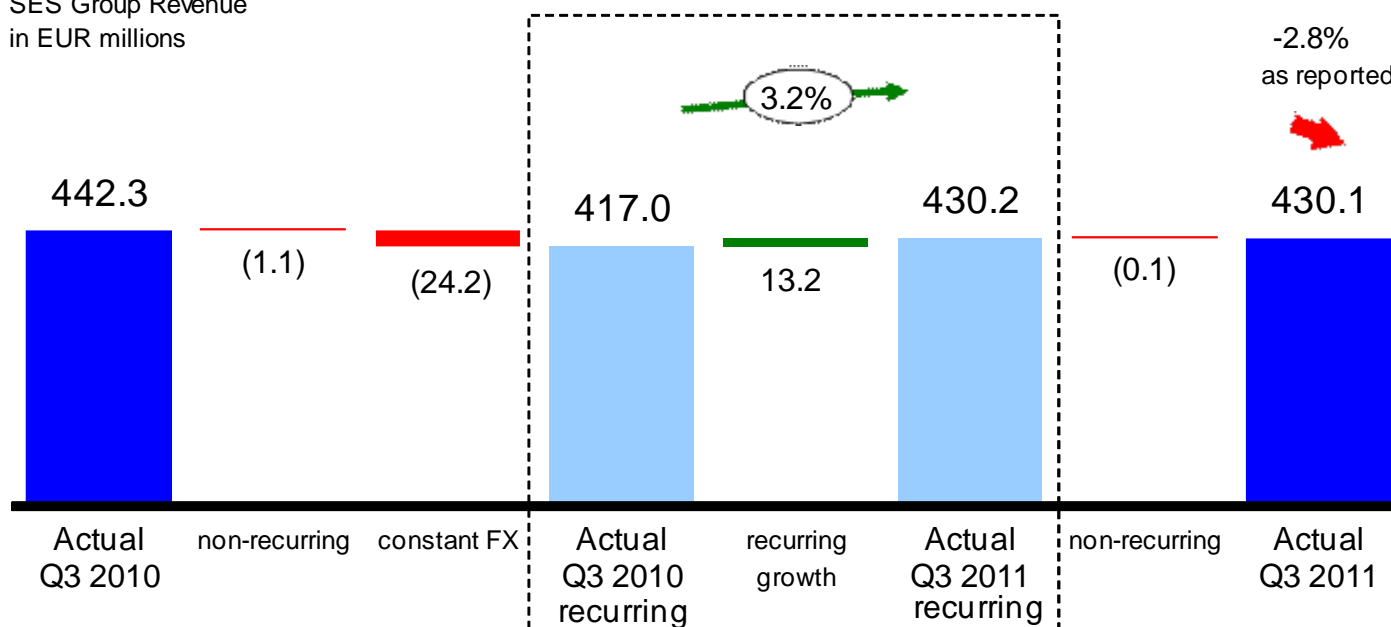 SES Group Revenue
in EUR millions
-2.8%
as reported
3.2%
442.3
(1.1)
(24.2)
417.0
13.2
430.2
(0.1)
430.1
Actual
Q3 2010
non-recurring
constant FX
Actual
Q3 2010
recurring
recurring
growth
Actual
Q3 2011
recurring
non-recurring
Actual
Q3 2011